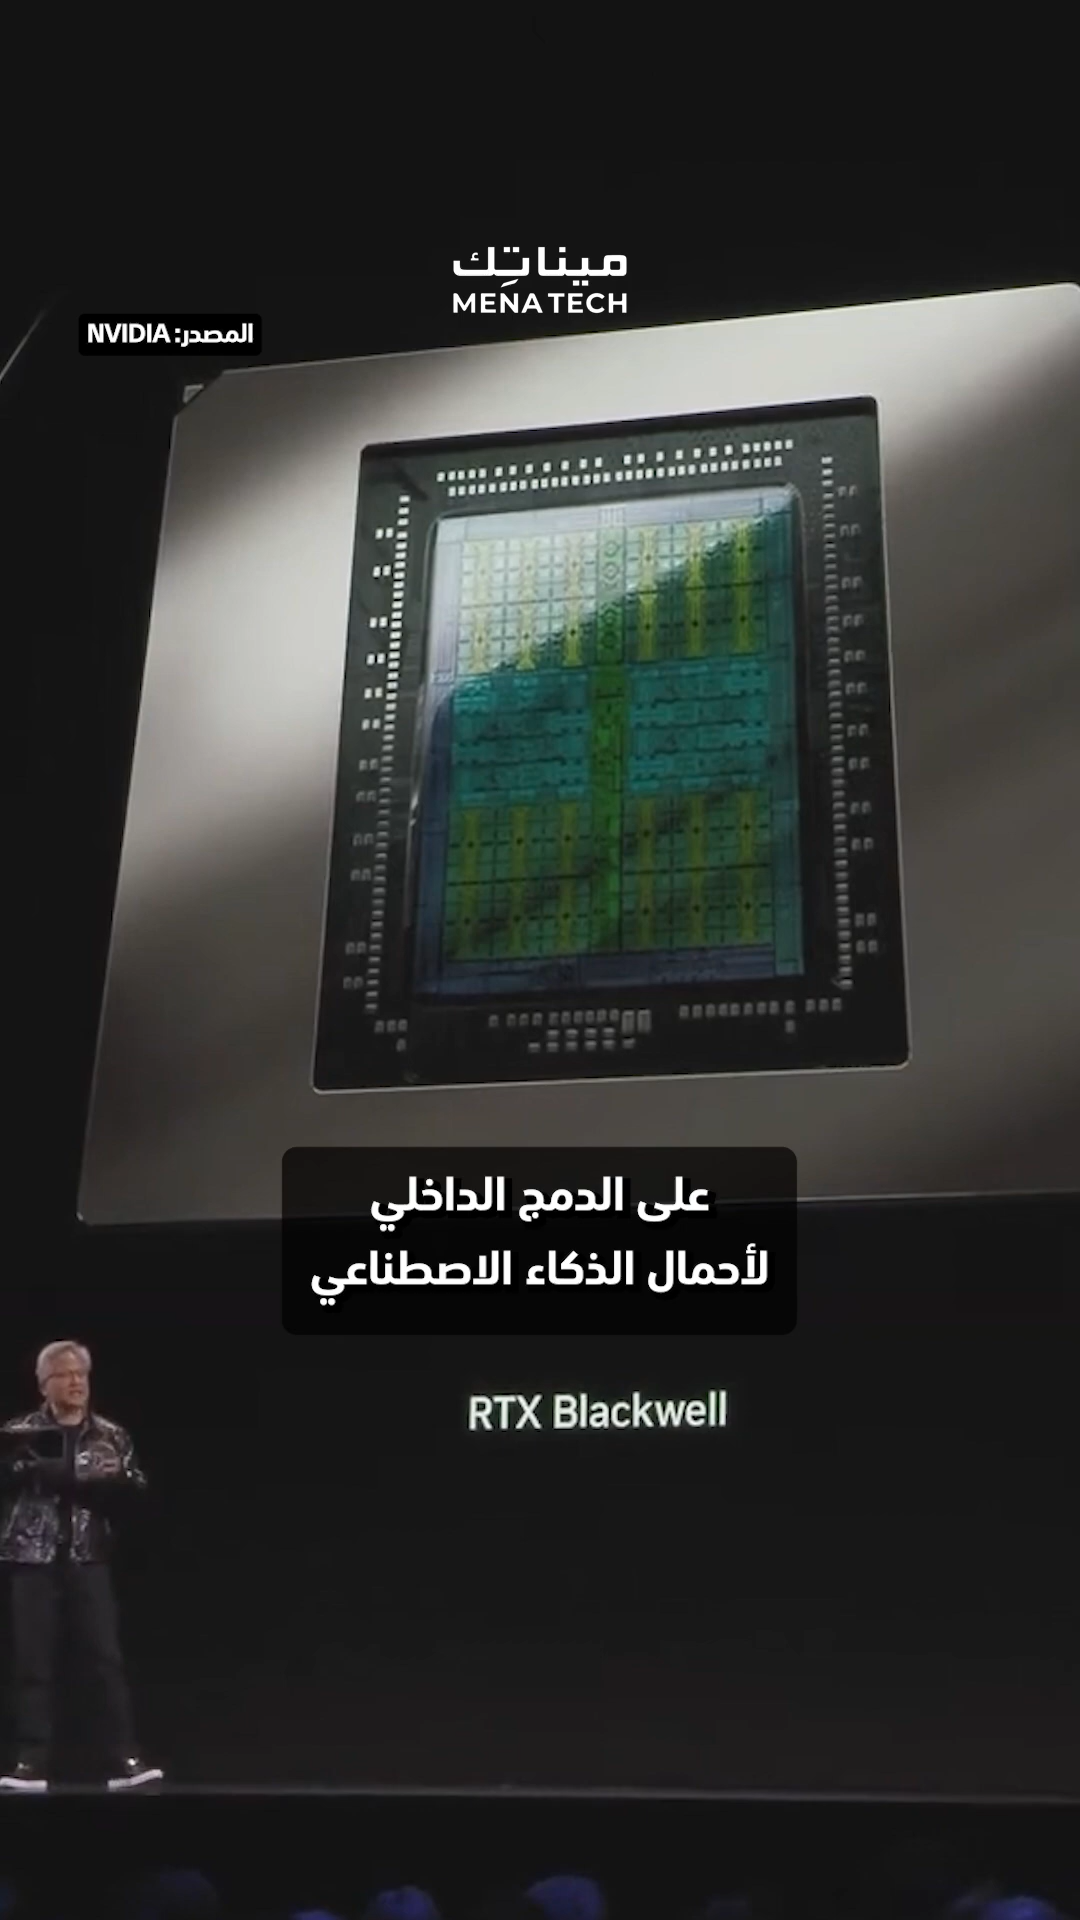 ميناتِك
MENA TECH
المصدر: NVIDIA
على الدمج الداخلي
لأحمال الذكاء الاصطناعي
RTX Blackwell